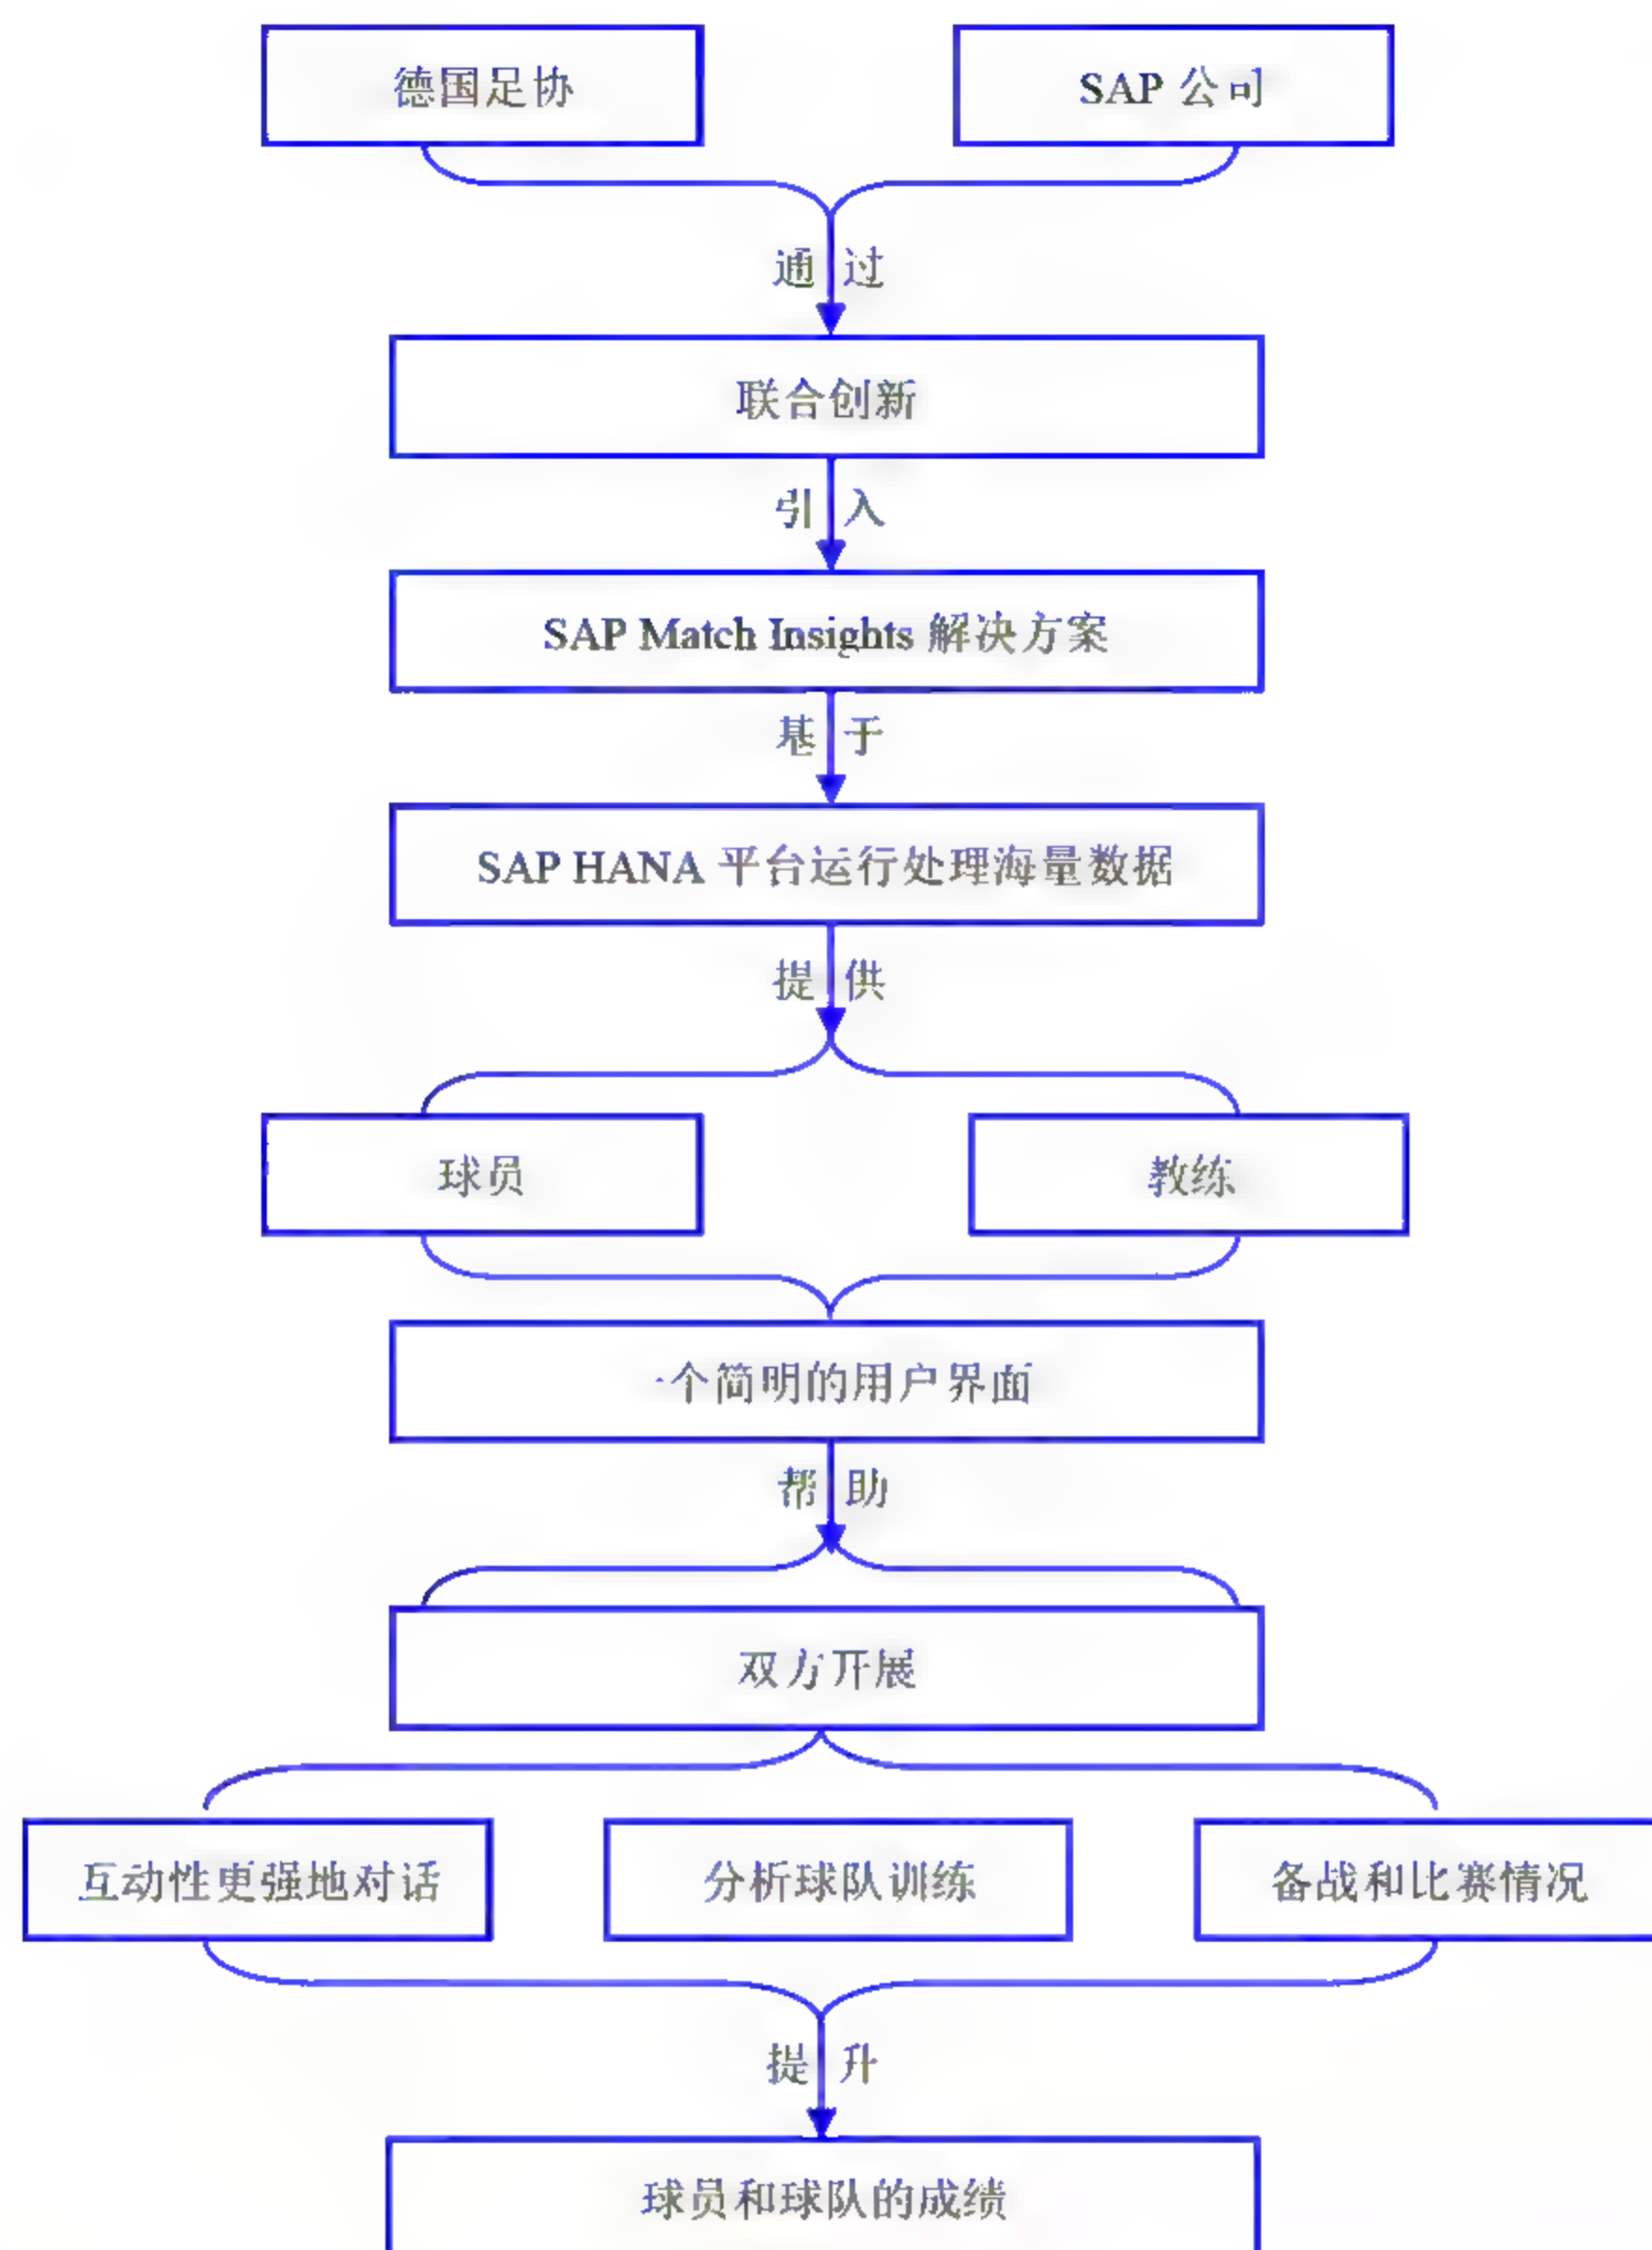 德国足协
SAP 公司
通过
联合创新
引入
SAP Match Insights 解决方案
基于
SAP HANA 平台运行处理海量数据
提供
球员
教练
一个简明的用户界面
帮助
双方开展
互动性更强地对话
分析球队训练
备战和比赛情况
提升
球员和球队的成绩